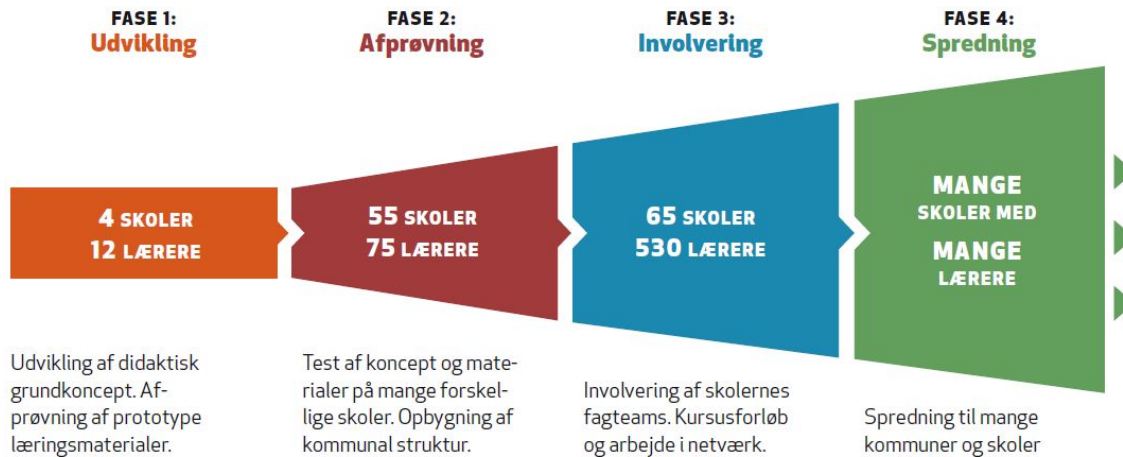 FASE 1:
Udvikling
4 SKOLER
12 LÆRERE
Udvikling af didaktisk
grundkoncept. Af-
prøvning af prototype
læringsmaterialer.
FASE 2:
Afprøvning
55 SKOLER
75 LÆRERE
Test af koncept og mate-
rialer på mange forskel-
lige skoler. Opbygning af
kommunal struktur.
FASE 3:
Involvering
65 SKOLER
530 LÆRERE
Involvering af skolernes
fagteams. Kursusforløb
og arbejde i netværk.
FASE 4:
Spredning
MANGE
SKOLER MED
MANGE
LÆRERE
Spredning til mange
kommuner og skoler